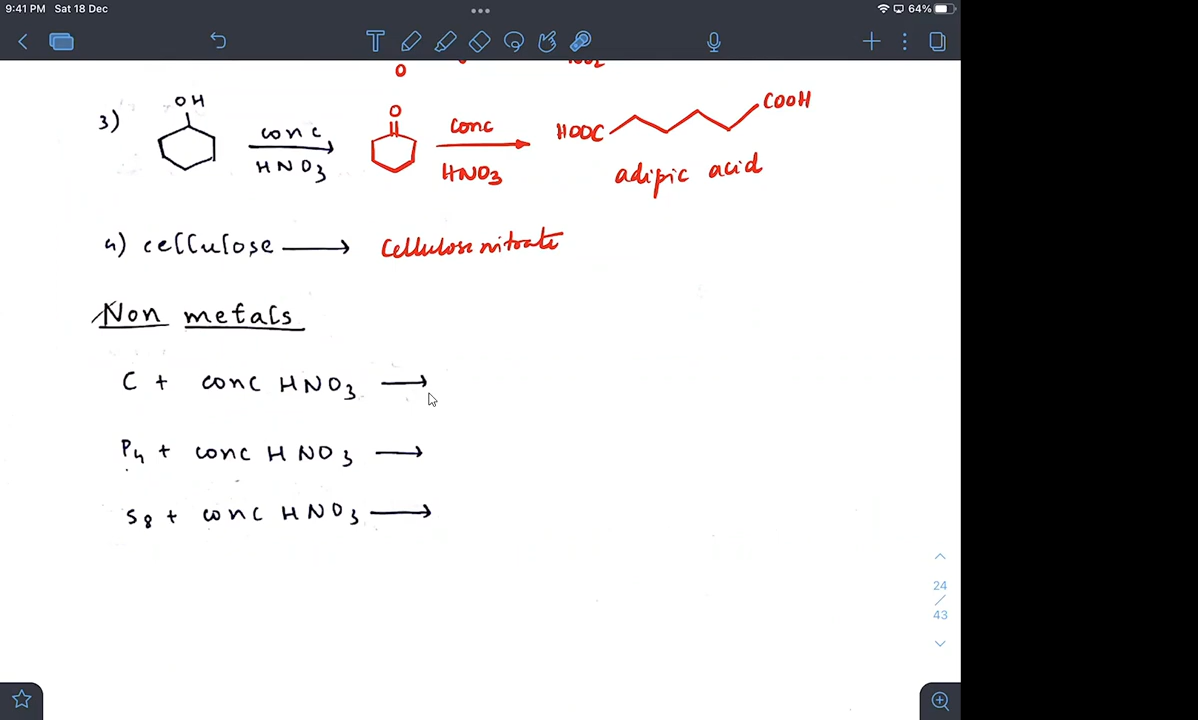 9:41 PM Sat 18 Dec
64%
O
3) OH conc HNO3 O conc HNO3 HOOC COOH
adipic acid
4) cellulose ⟶ cellulose nitrate
Non metals
C + conc HNO3 ⟶
P4 + conc HNO3 ⟶
S8 + conc HNO3 ⟶
24
/
43